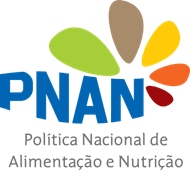 PNAN
Política Nacional de
Alimentação e Nutrição